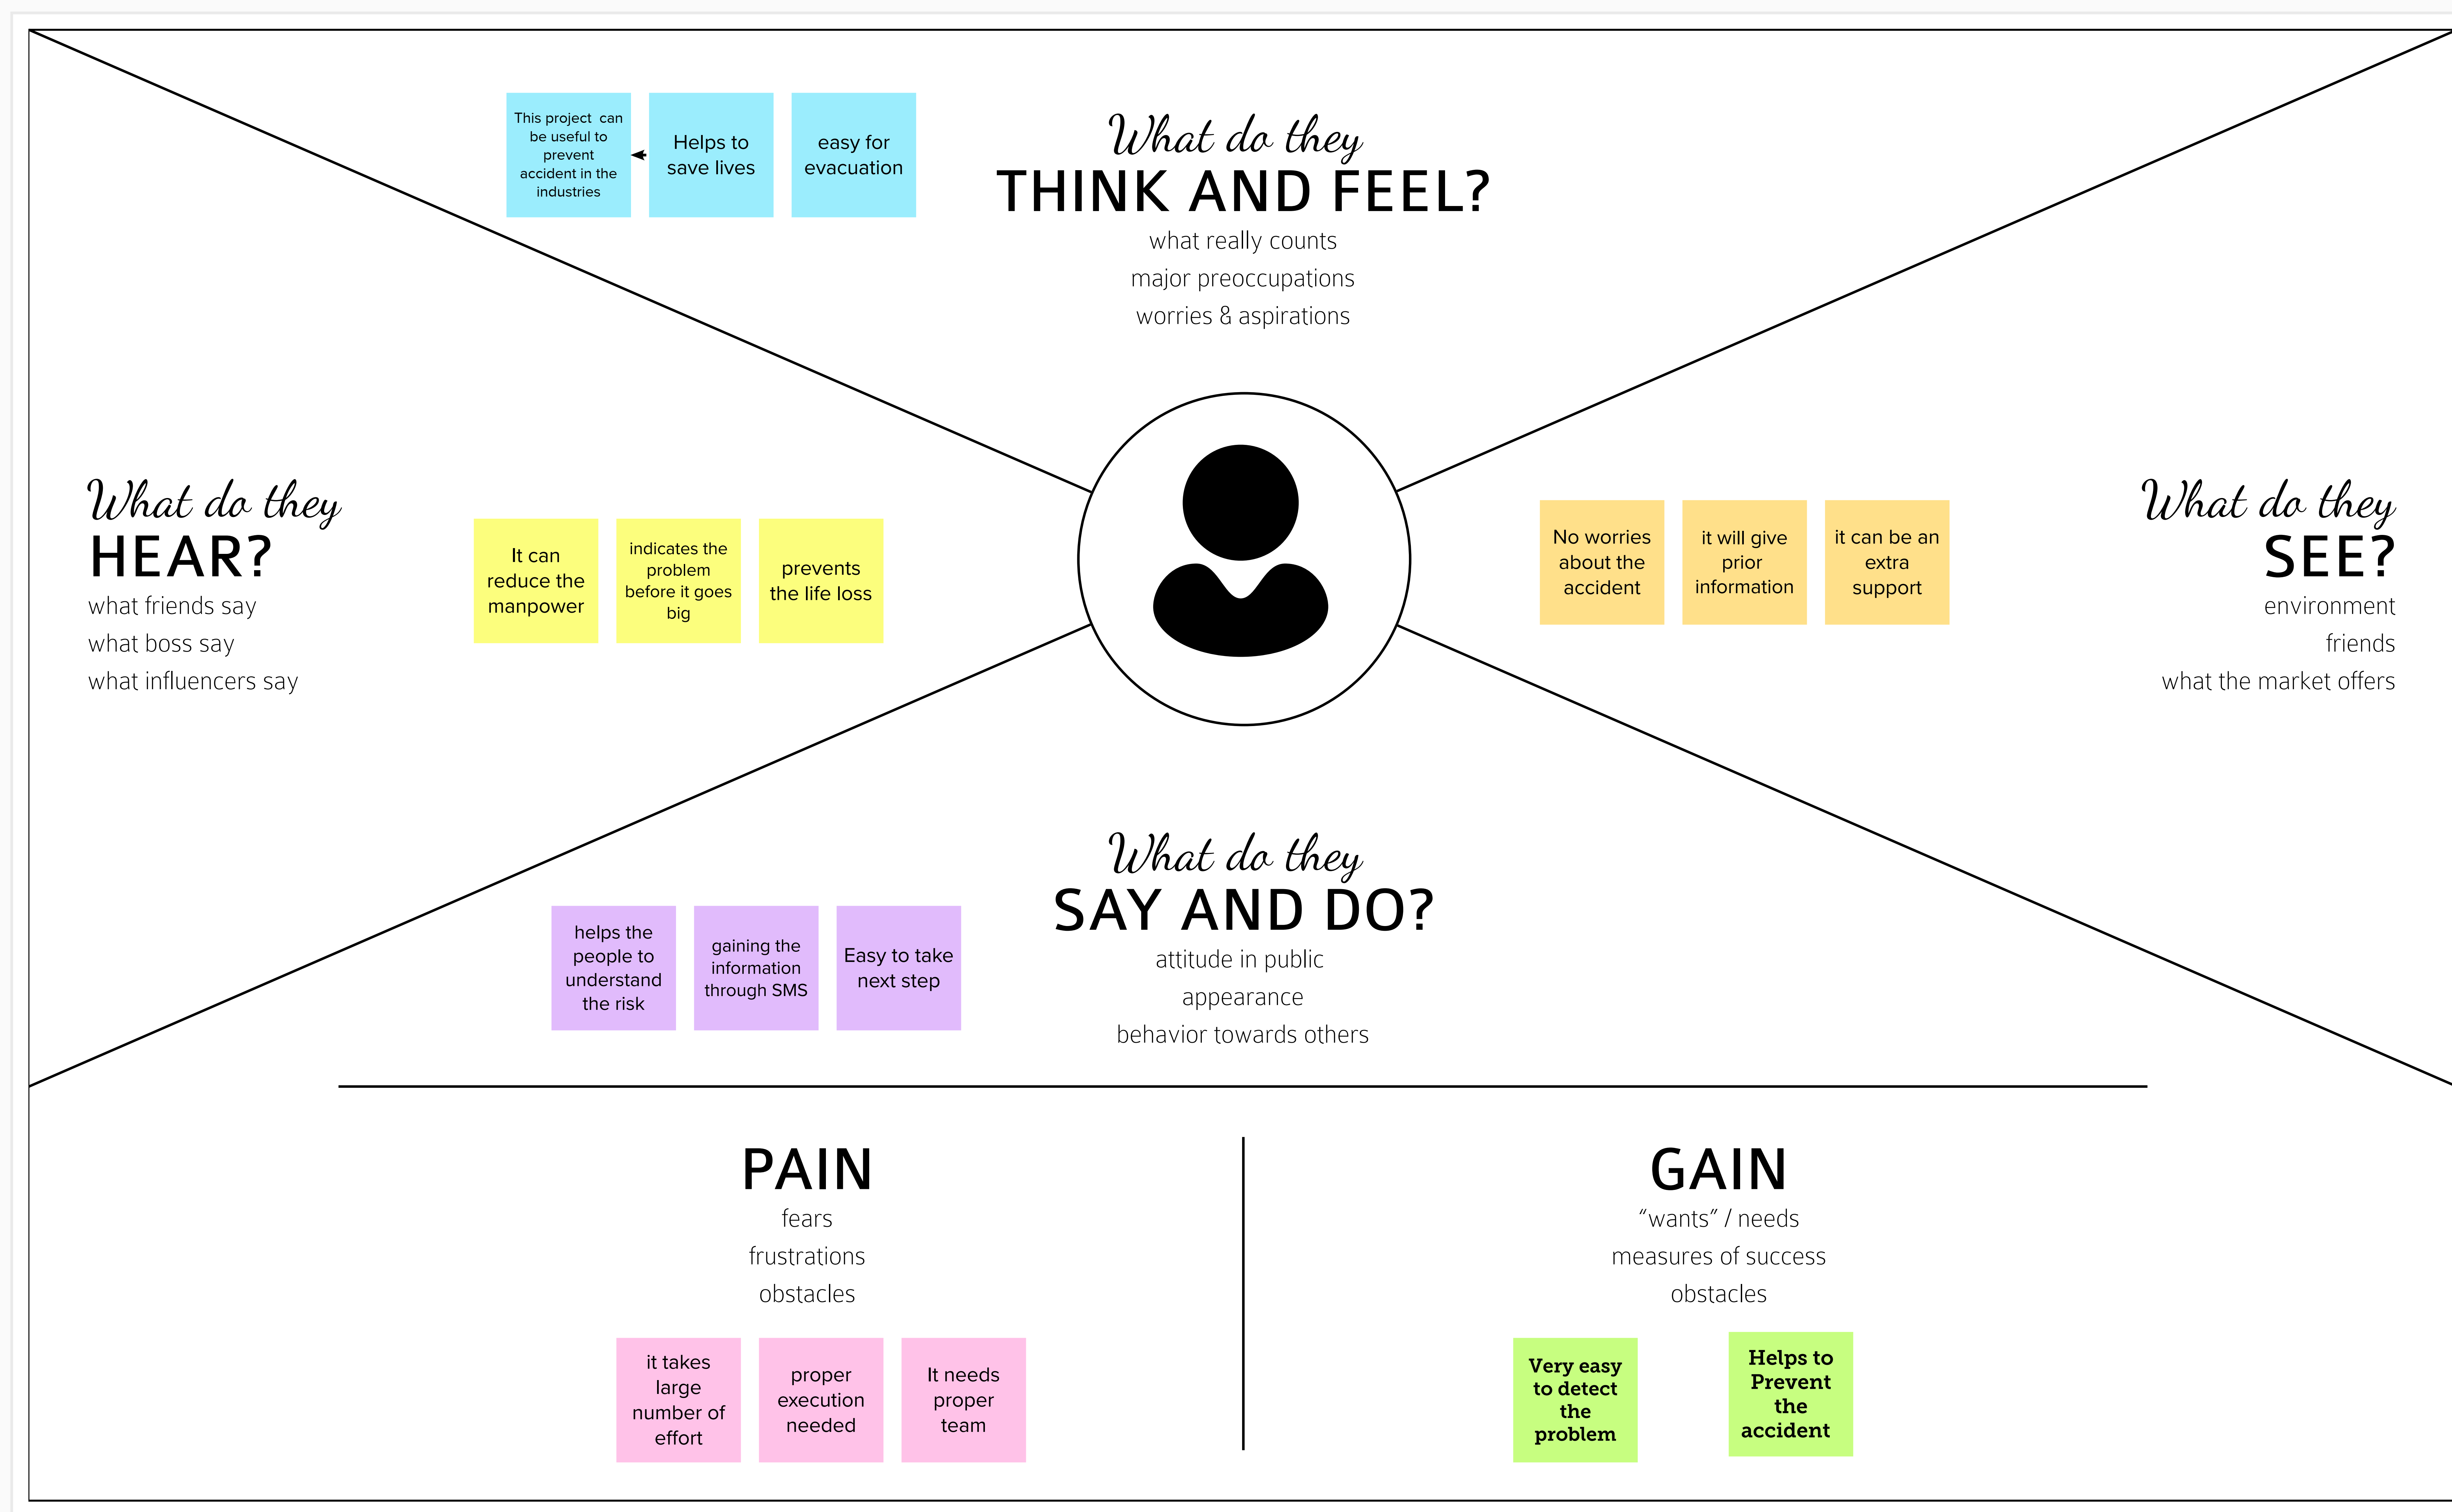 This project can
be useful to
prevent
accident in the
industries
Helps to
save lives
easy for
evacuation
What do they
THINK AND FEEL?
what really counts
major preoccupations
worries & aspirations
What do they
HEAR?
what friends say
what boss say
what influencers say
It can
reduce the
manpower
indicates the
problem
before it goes
big
prevents
the life loss
No worries
about the
accident
it will give
prior
information
it can be an
extra
support
What do they
SEE?
environment
friends
what the market offers
What do they
SAY AND DO?
attitude in public
appearance
behavior towards others
helps the
people to
understand
the risk
gaining the
information
through SMS
Easy to take
next step
PAIN
fears
frustrations
obstacles
it takes
large
number of
effort
proper
execution
needed
It needs
proper
team
GAIN
“wants” / needs
measures of success
obstacles
Very easy
to detect
the
problem
Helps to
Prevent
the
accident